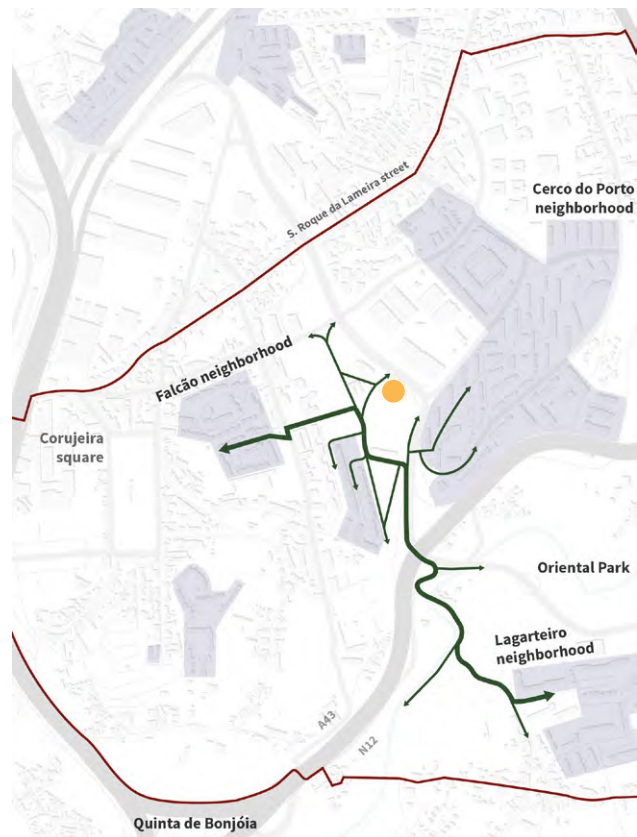 S. Roque da Lameira street
Cerco do Porto
neighborhood
Falcão neighborhood
Corujeira
square
Oriental Park
Lagarteiro
neighborhood
A43
N12
Quinta de Bonjóia